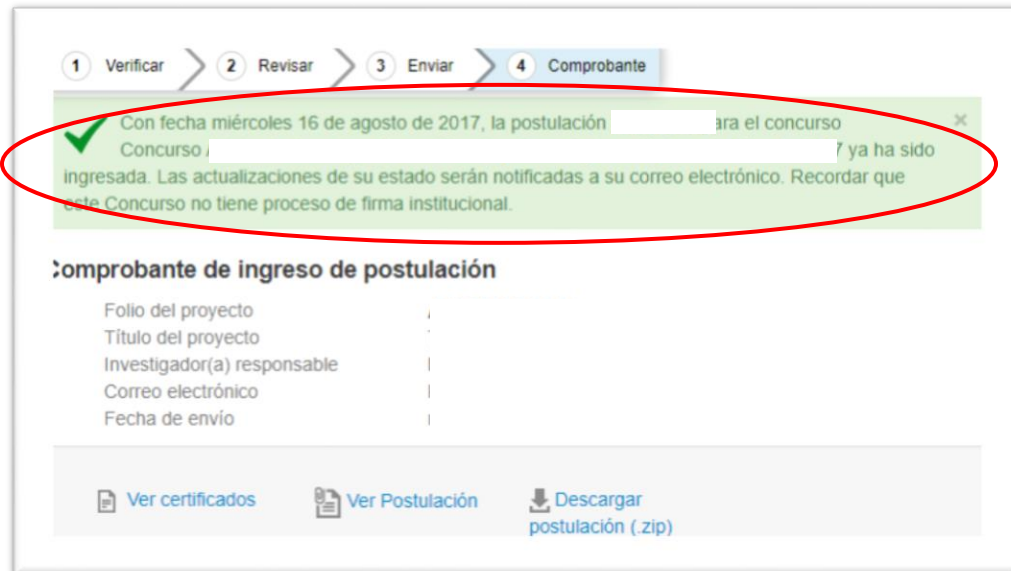 1 Verificar 2 Revisar 3 Enviar 4 Comprobante
Con fecha miércoles 16 de agosto de 2017, la postulación ara el concurso
Concurso 7 ya ha sido
ingresada. Las actualizaciones de su estado serán notificadas a su correo electrónico. Recordar que
este Concurso no tiene proceso de firma institucional.
Comprobante de ingreso de postulación
Folio del proyecto
Título del proyecto
Investigador(a) responsable
Correo electrónico
Fecha de envío
Ver certificados Ver Postulación Descargar
postulación (.zip)